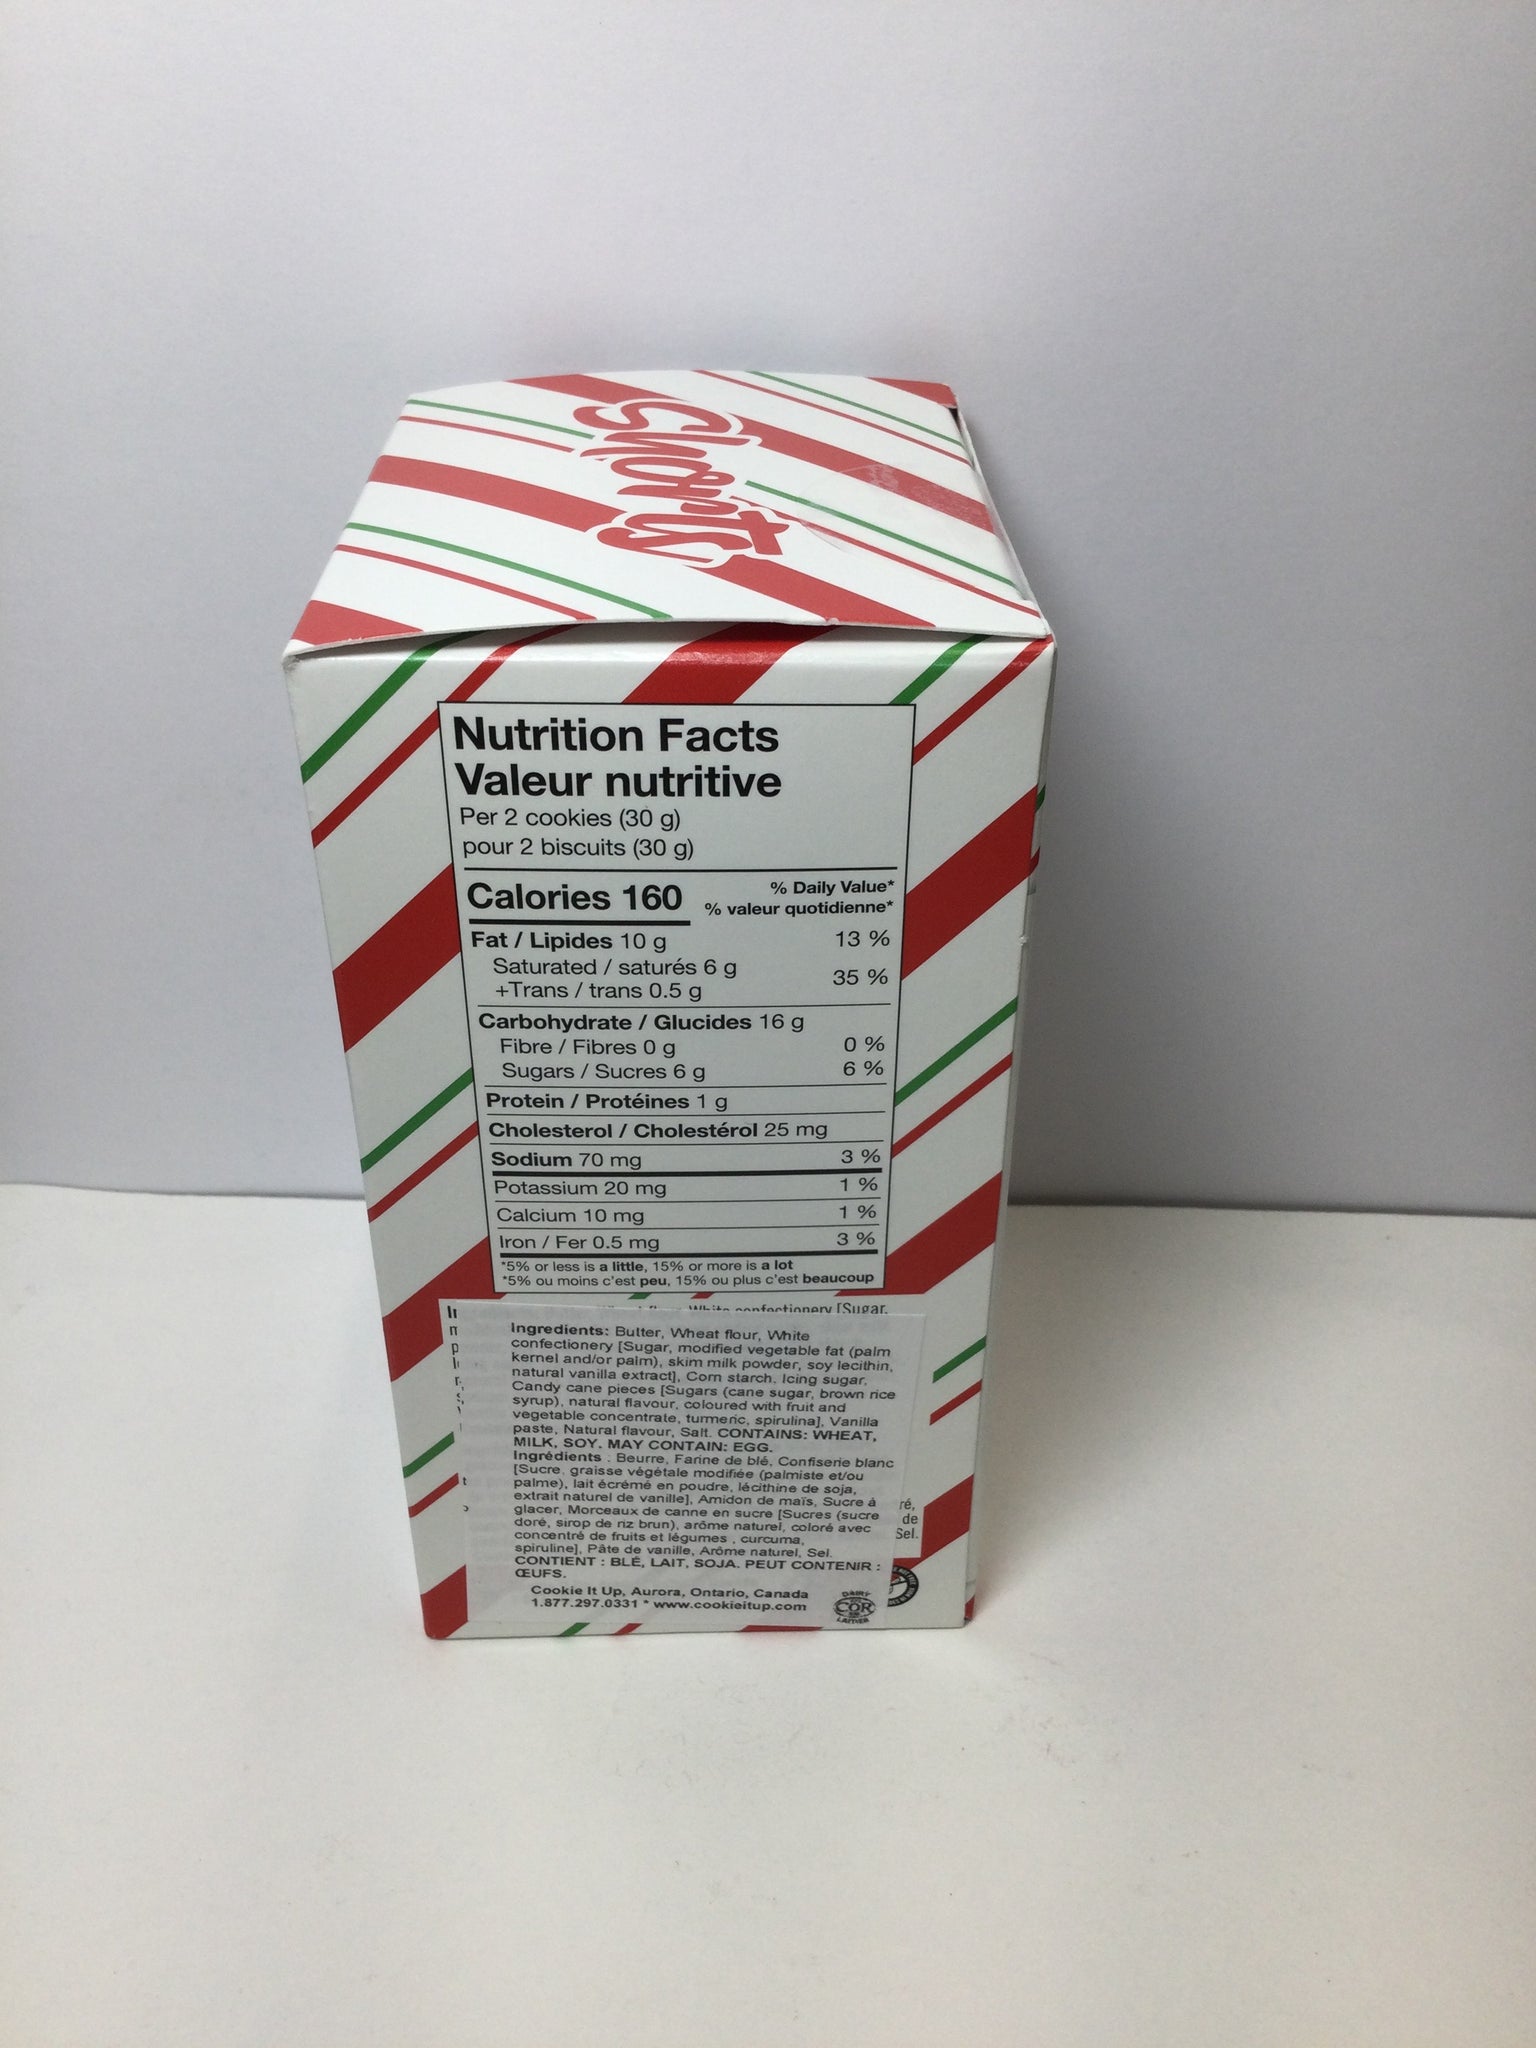 Shorts
Nutrition Facts
Valeur nutritive
Per 2 cookies (30 g)
pour 2 biscuits (30 g)
Calories 160 % Daily Value*
% valeur quotidienne*
Fat / Lipides 10 g 13 %
Saturated / saturés 6 g
+Trans / trans 0.5 g 35 %
Carbohydrate / Glucides 16 g
Fibre / Fibres 0 g 0 %
Sugars / Sucres 6 g 6 %
Protein / Protéines 1 g
Cholesterol / Cholestérol 25 mg
Sodium 70 mg 3 %
Potassium 20 mg 1 %
Calcium 10 mg 1 %
Iron / Fer 0.5 mg 3 %
*5% or less is a little, 15% or more is a lot
*5% ou moins c'est peu, 15% ou plus c'est beaucoup
White confectionery [Sugar,
Ingredients: Butter, Wheat flour, White
confectionery [Sugar, modified vegetable fat (palm
kernel and/or palm), skim milk powder, soy lecithin,
natural vanilla extract], Corn starch, Icing sugar,
Candy cane pieces [Sugars (cane sugar, brown rice
syrup), natural flavour, coloured with fruit and
vegetable concentrate, turmeric, spirulina], Vanilla
paste, Natural flavour, Salt. CONTAINS: WHEAT,
MILK, SOY. MAY CONTAIN: EGG.
Ingrédients : Beurre, Farine de blé, Confiserie blanc
[Sucre, graisse végétale modifiée (palmiste et/ou
palme), lait écrémé en poudre, lécithine de soja,
extrait naturel de vanille], Amidon de maïs, Sucre à
glacer, Morceaux de canne en sucre [Sucres (sucre
doré, sirop de riz brun), arôme naturel, coloré avec
concentré de fruits et légumes , curcuma,
spiruline], Pâte de vanille, Arôme naturel, Sel.
CONTIENT : BLÉ, LAIT, SOJA. PEUT CONTENIR :
ŒUFS.
ré,
de
Sel.
Cookie It Up, Aurora, Ontario, Canada
1.877.297.0331 * www.cookieitup.com
DAIRY
COR
LAITIER